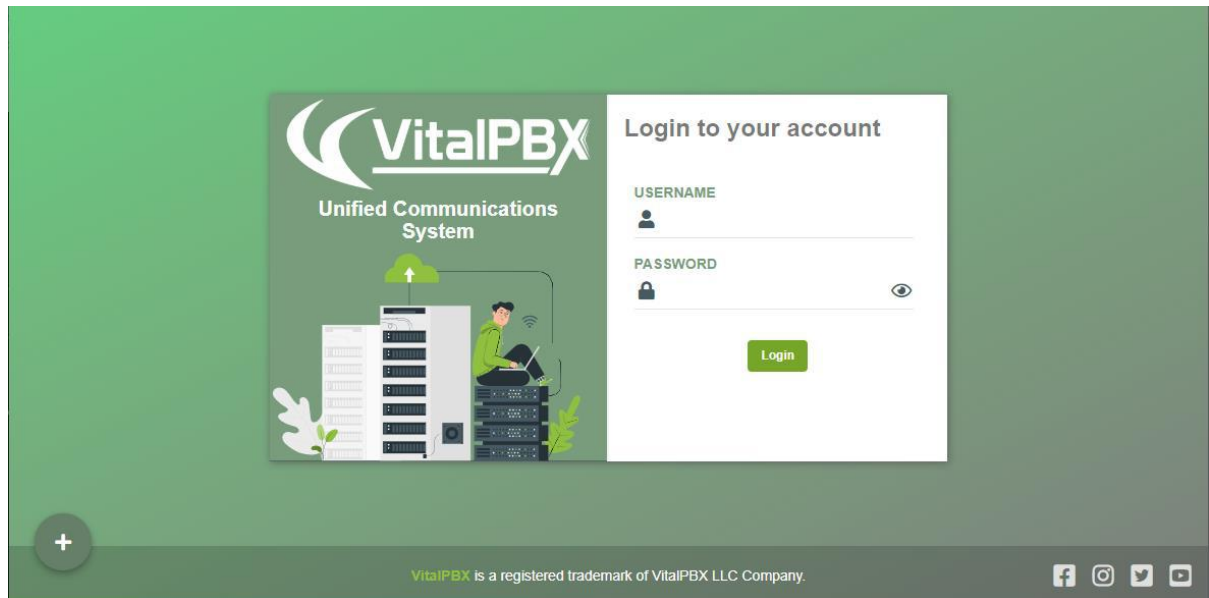 VitalPBX
Unified Communications
System
Login to your account
USERNAME
PASSWORD
Login
VitalPBX is a registered trademark of VitalPBX LLC Company.